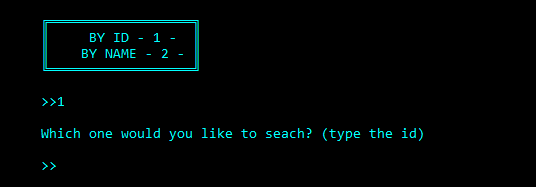 BY ID - 1 -
BY NAME - 2 -
>>1
Which one would you like to seach? (type the id)
>>